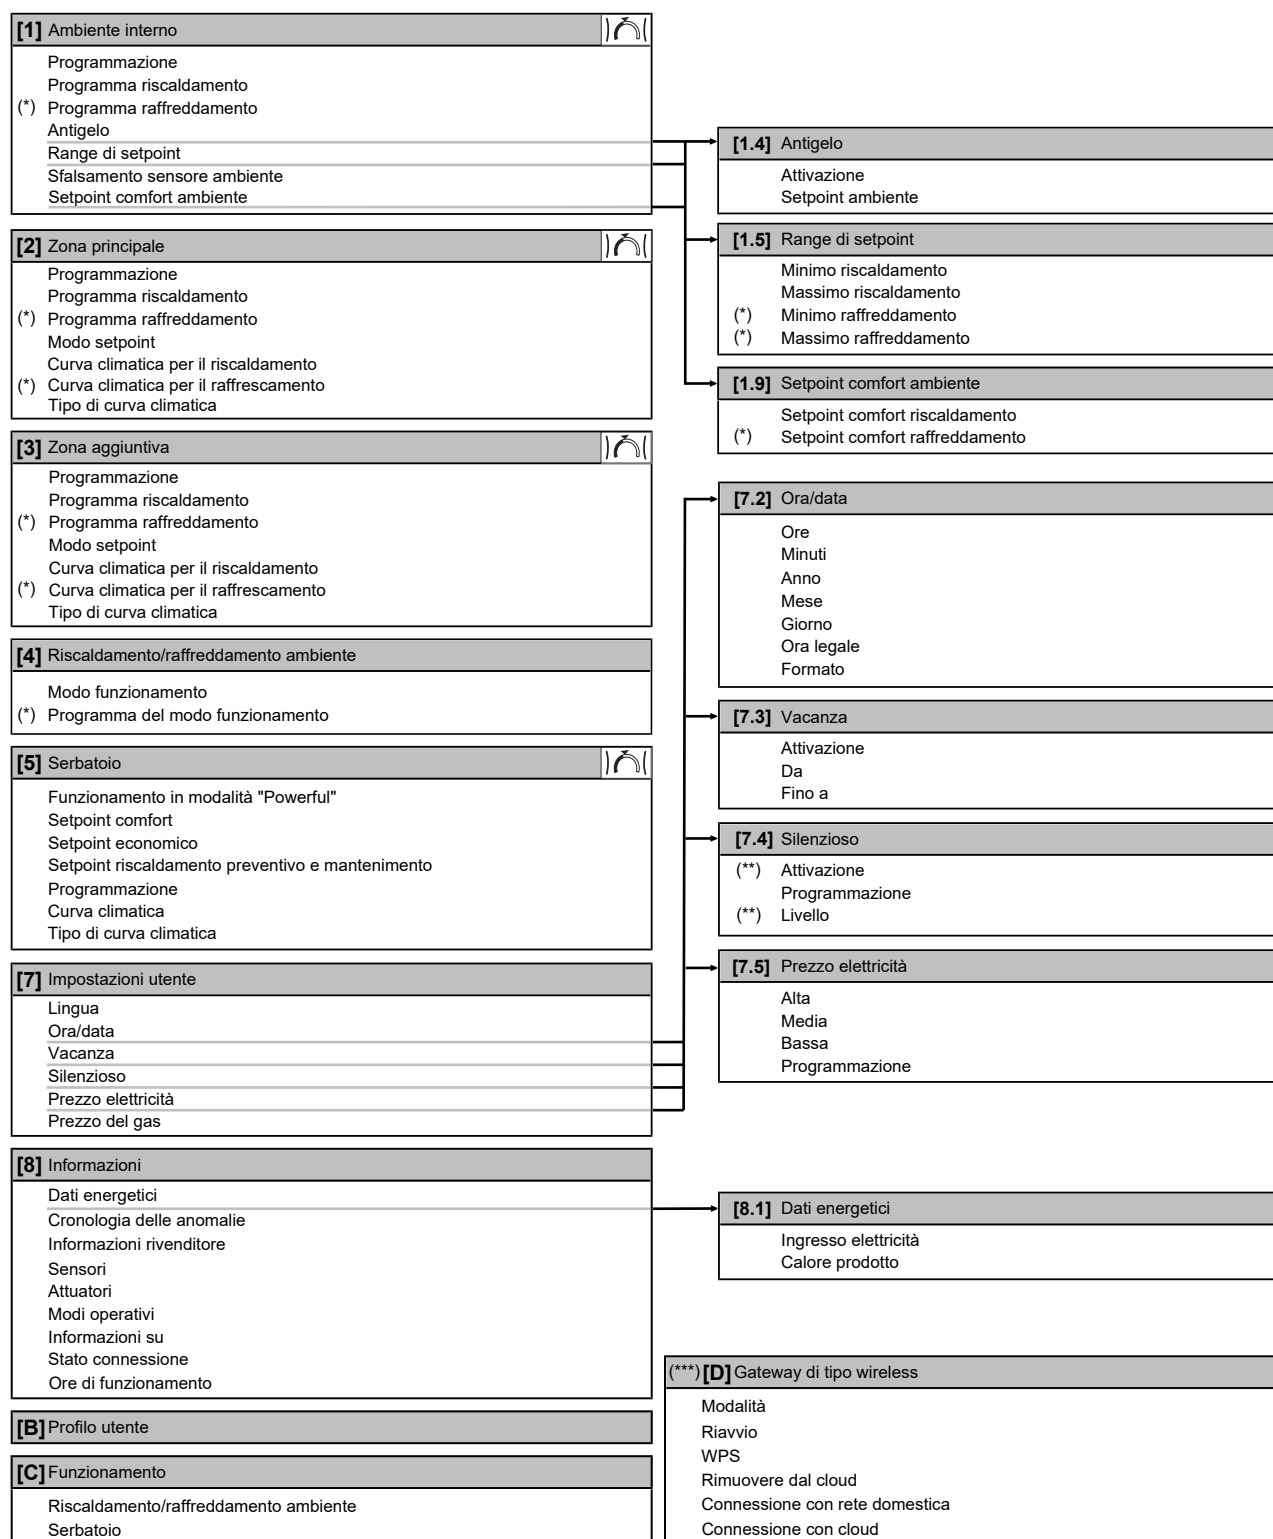 [1] Ambiente interno
Programmazione
Programma riscaldamento
(*) Programma raffreddamento
Antigelo
Range di setpoint
Sfalsamento sensore ambiente
Setpoint comfort ambiente
[2] Zona principale
Programmazione
Programma riscaldamento
(*) Programma raffreddamento
Modo setpoint
Curva climatica per il riscaldamento
(*) Curva climatica per il raffrescamento
Tipo di curva climatica
[3] Zona aggiuntiva
Programmazione
Programma riscaldamento
(*) Programma raffreddamento
Modo setpoint
Curva climatica per il riscaldamento
(*) Curva climatica per il raffrescamento
Tipo di curva climatica
[4] Riscaldamento/raffreddamento ambiente
Modo funzionamento
(*) Programma del modo funzionamento
[5] Serbatoio
Funzionamento in modalità "Powerful"
Setpoint comfort
Setpoint economico
Setpoint riscaldamento preventivo e mantenimento
Programmazione
Curva climatica
Tipo di curva climatica
[7] Impostazioni utente
Lingua
Ora/data
Vacanza
Silenzioso
Prezzo elettricità
Prezzo del gas
[8] Informazioni
Dati energetici
Cronologia delle anomalie
Informazioni rivenditore
Sensori
Attuatori
Modi operativi
Informazioni su
Stato connessione
Ore di funzionamento
[B] Profilo utente
[C] Funzionamento
Riscaldamento/raffreddamento ambiente
Serbatoio
[1.4] Antigelo
Attivazione
Setpoint ambiente
[1.5] Range di setpoint
Minimo riscaldamento
Massimo riscaldamento
(*) Minimo raffreddamento
(*) Massimo raffreddamento
[1.9] Setpoint comfort ambiente
Setpoint comfort riscaldamento
(*) Setpoint comfort raffreddamento
[7.2] Ora/data
Ore
Minuti
Anno
Mese
Giorno
Ora legale
Formato
[7.3] Vacanza
Attivazione
Da
Fino a
[7.4] Silenzioso
(**) Attivazione
Programmazione
(**) Livello
[7.5] Prezzo elettricità
Alta
Media
Bassa
Programmazione
[8.1] Dati energetici
Ingresso elettricità
Calore prodotto
(***) [D] Gateway di tipo wireless
Modalità
Riavvio
WPS
Rimuovere dal cloud
Connessione con rete domestica
Connessione con cloud